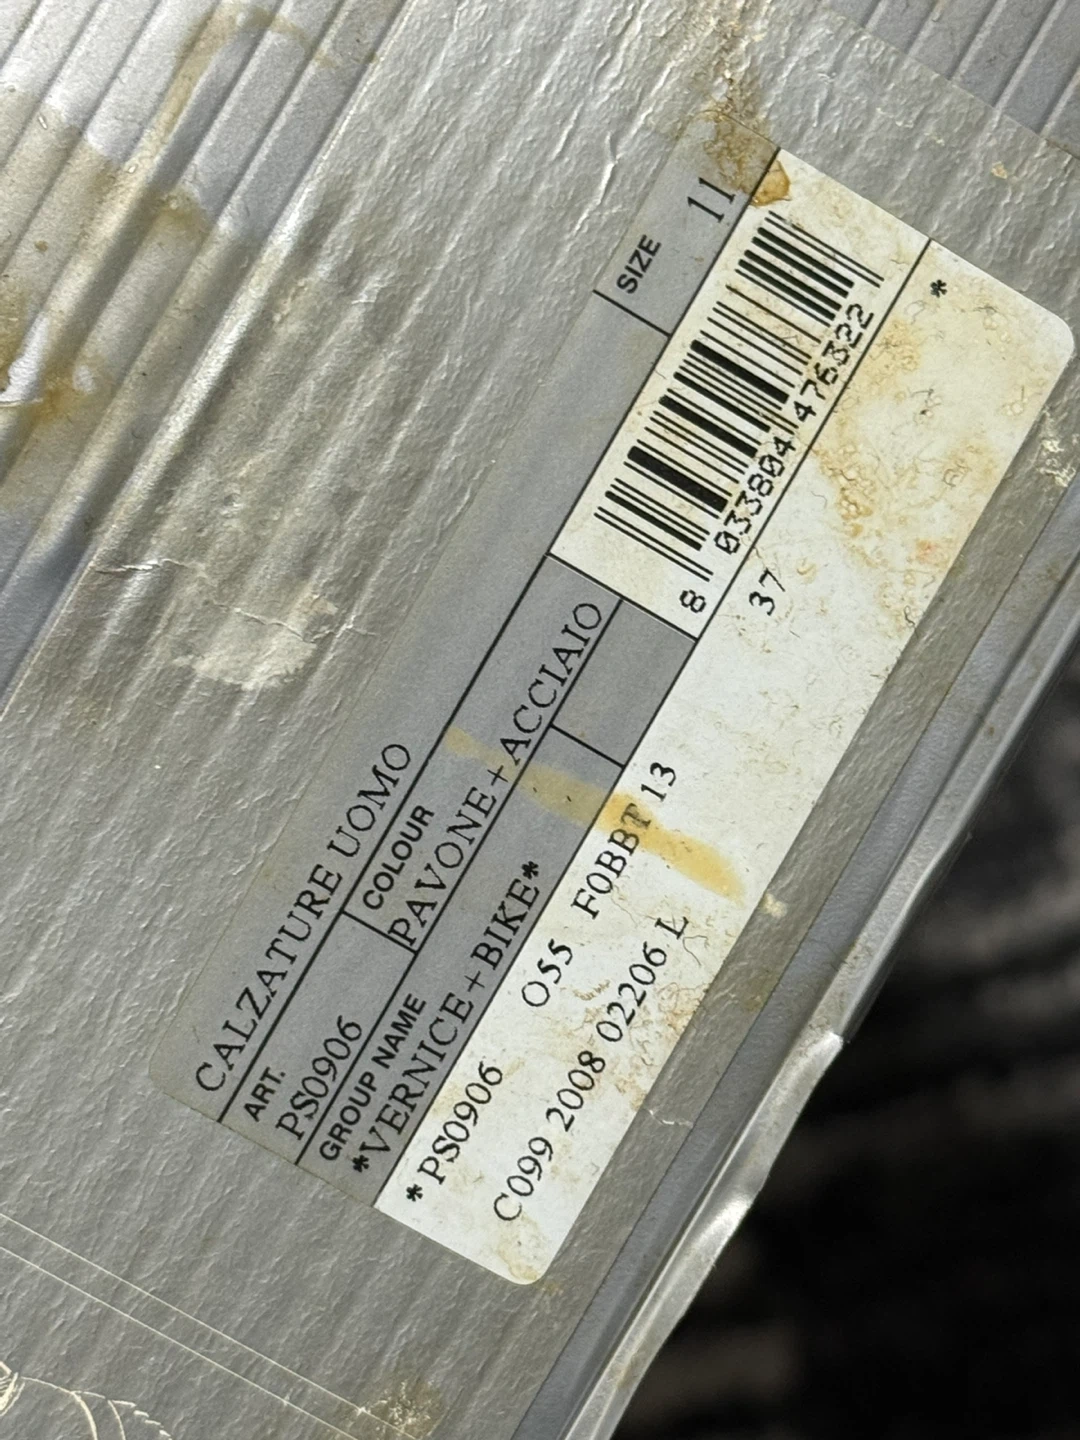 CALZATURE UOMO
ART.
PS0906
COLOUR
PAVONE+ACCIAIO
SIZE
11
GROUP NAME
*VERNICE+BIKE*
8 033804 476322
*PS0906 O55 F0BBT 13 37 *
C099 2008 02206 L